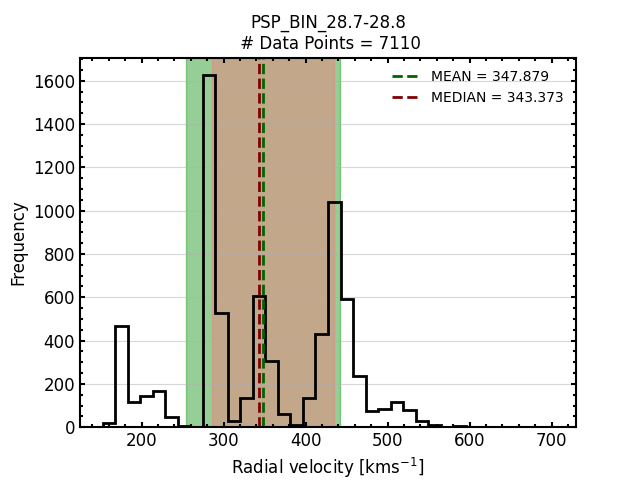 PSP_BIN_28.7-28.8
# Data Points = 7110
MEAN = 347.879
MEDIAN = 343.373
1600
1400
1200
1000
800
600
400
200
0
Frequency
200 300 400 500 600 700
Radial velocity [kms⁻¹]